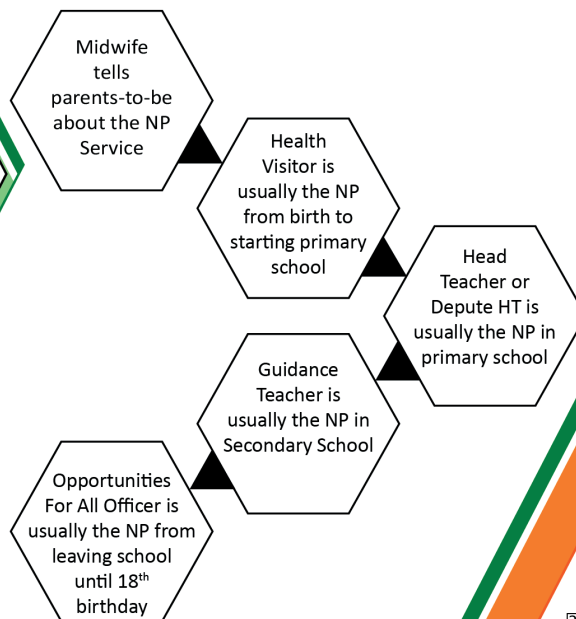 Midwife
tells
parents-to-be
about the NP
Service
Health
Visitor is
usually the NP
from birth to
starting primary
school
Head
Teacher or
Depute HT is
usually the NP in
primary school
Guidance
Teacher is
usually the NP in
Secondary School
Opportunities
For All Officer is
usually the NP from
leaving school
until 18th
birthday